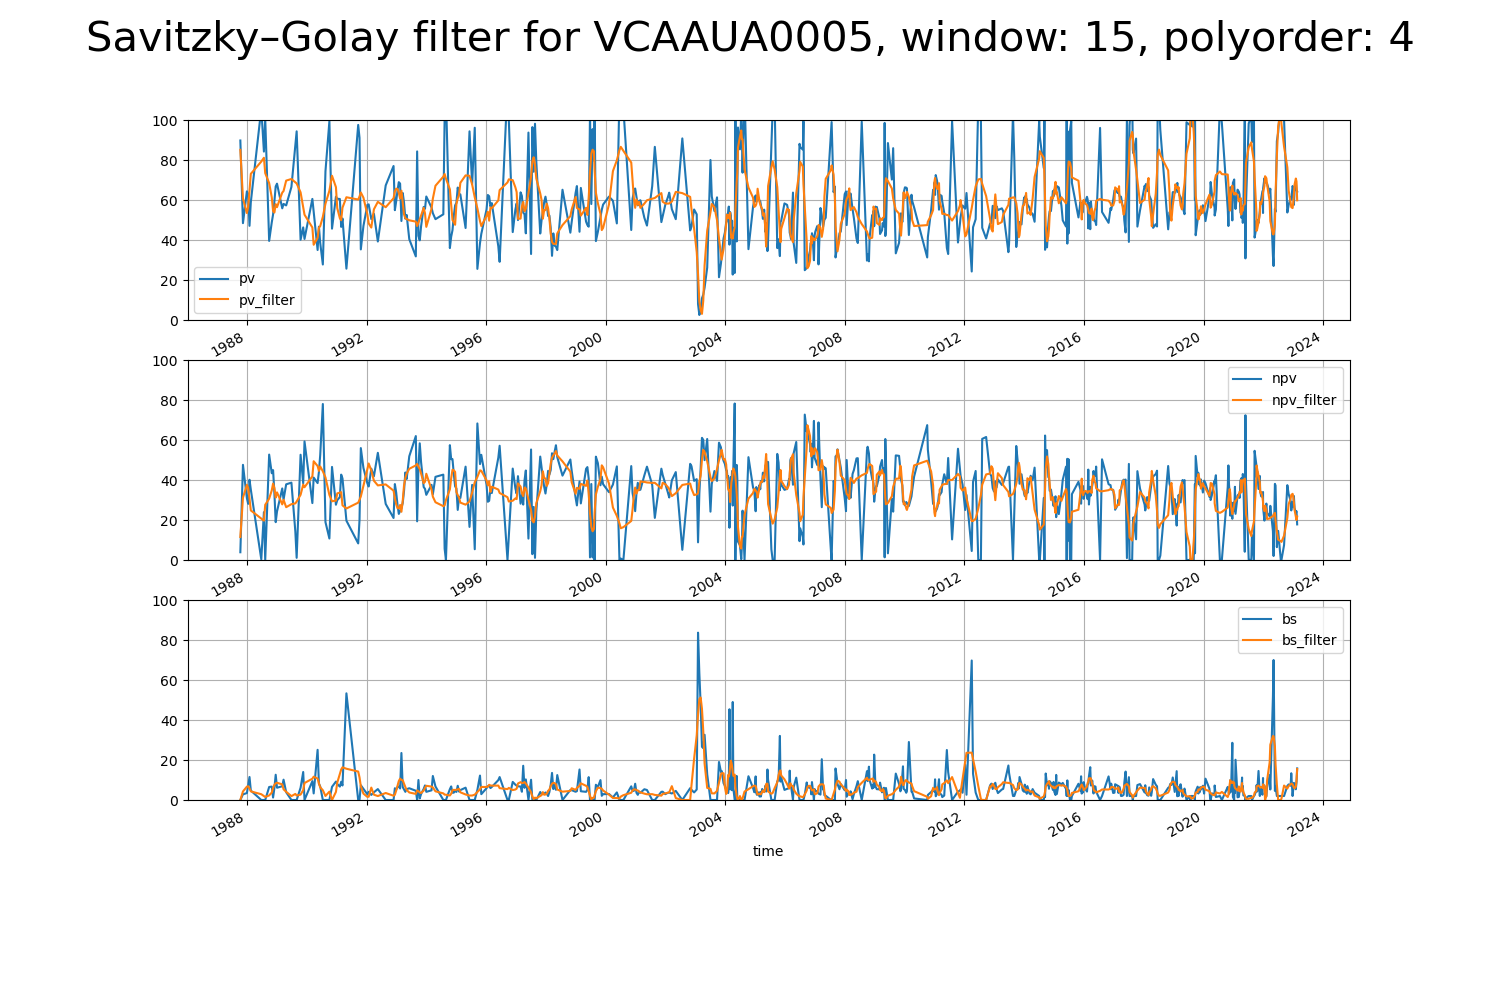 Savitzky–Golay filter for VCAAUA0005, window: 15, polyorder: 4
100
80
60
40
20
0
pv
pv_filter
1988 1992 1996 2000 2004 2008 2012 2016 2020 2024
100
80
60
40
20
0
npv
npv_filter
1988 1992 1996 2000 2004 2008 2012 2016 2020 2024
100
80
60
40
20
0
bs
bs_filter
1988 1992 1996 2000 2004 2008 2012 2016 2020 2024
time